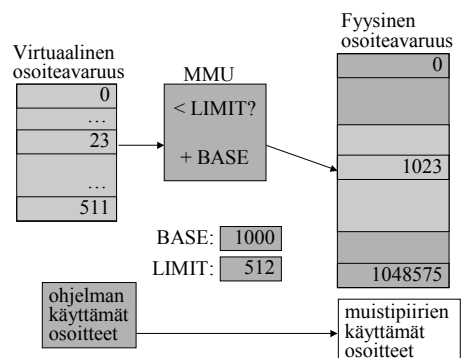 Virtuaalinen
osoiteavaruus
0
…
23
…
511
MMU
< LIMIT?
+ BASE
Fyysinen
osoiteavaruus
0
1023
1048575
BASE: 1000
LIMIT: 512
ohjelman
käyttämät
osoitteet
muistipiirien
käyttämät
osoitteet